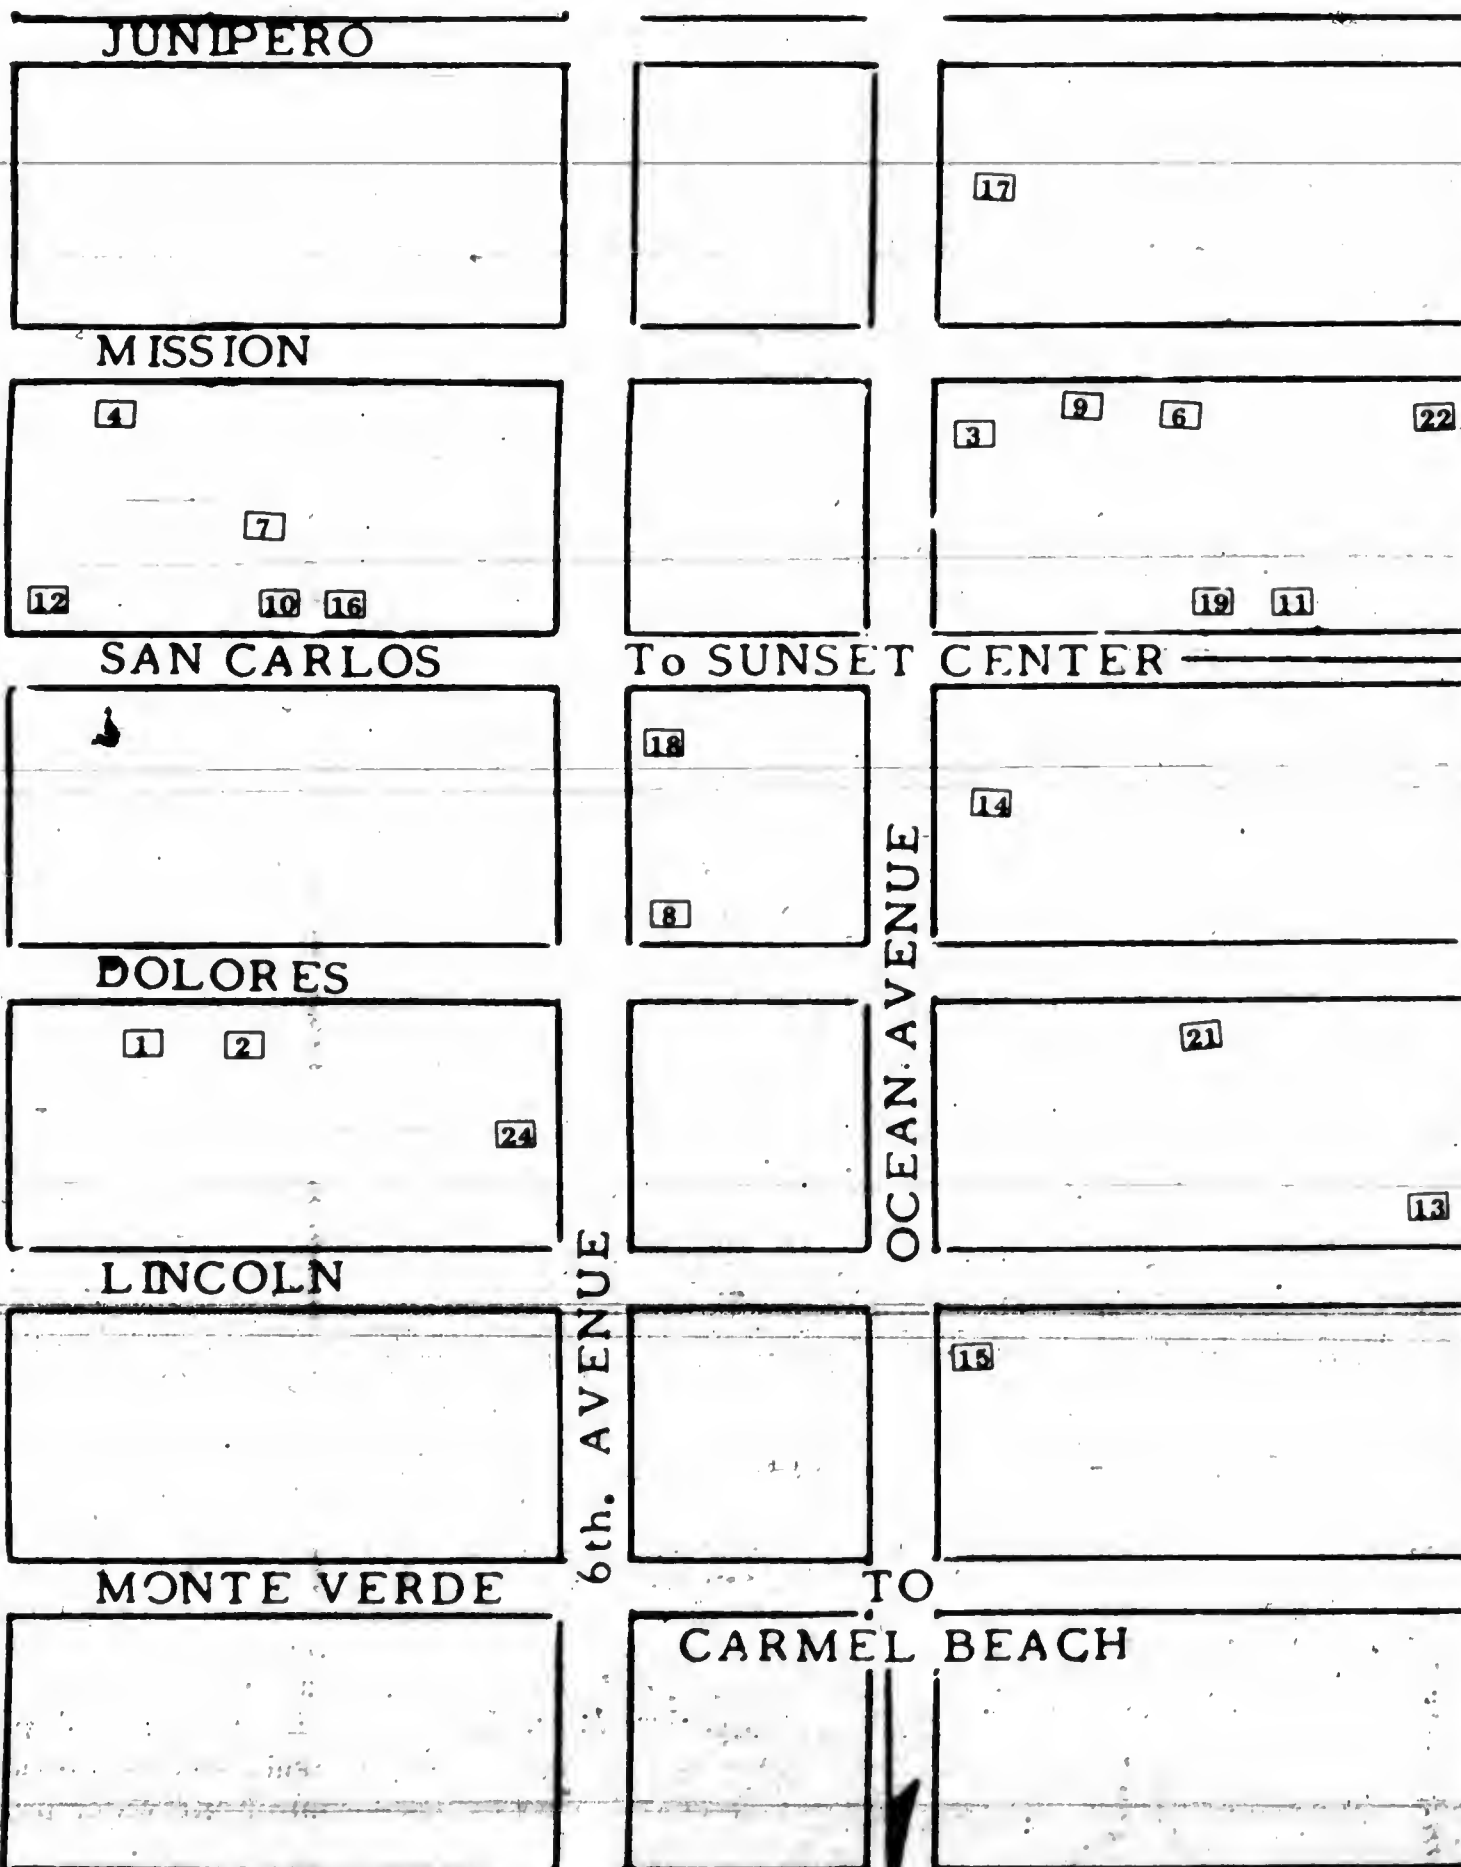 JUNIPERO
17
MISSION
4
3
9
6
22
7
12
10
16
19
11
SAN CARLOS
To SUNSET CENTER
18
14
8
DOLORES
1
2
21
24
13
OCEAN AVENUE
LINCOLN
15
6th. AVENUE
MONTE VERDE
TO
CARMEL BEACH